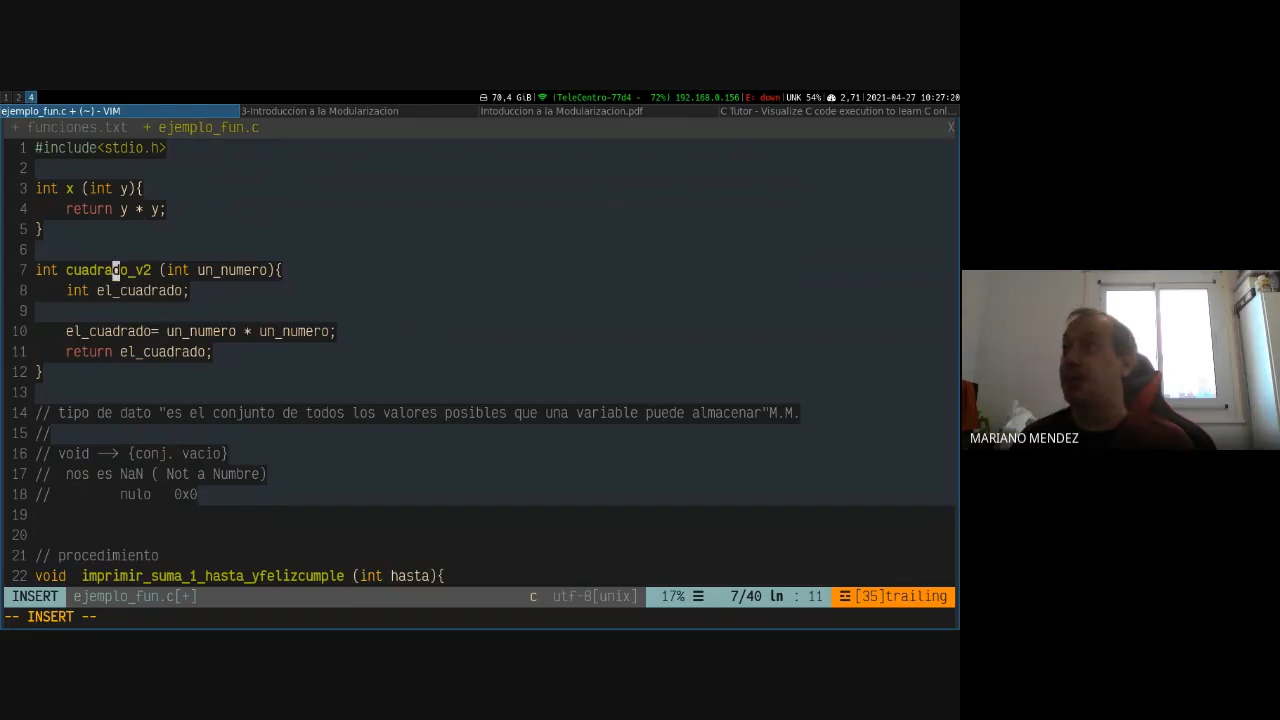 1 2 4 70,4 GiB (TeleCentro-77d4 - 72%) 192.168.0.156 E: down UNK 54% 2,71 2021-04-27 10:27:20
ejemplo_fun.c + (~) - VIM 3-Introduccion a la Modularizacion Intoduccion a la Modularizacion.pdf C Tutor - Visualize C code execution to learn C onl...
+ funciones.txt + ejemplo_fun.c X
1 #include<stdio.h>
2
3 int x (int y){
4 return y * y;
5 }
6
7 int cuadrado_v2 (int un_numero){
8 int el_cuadrado;
9
10 el_cuadrado= un_numero * un_numero;
11 return el_cuadrado;
12 }
13
14 // tipo de dato "es el conjunto de todos los valores posibles que una variable puede almacenar"M.M.
15 //
16 // void --> {conj. vacio}
17 // nos es NaN ( Not a Numbre)
18 // nulo 0x0
19
20
21 // procedimiento
22 void imprimir_suma_1_hasta_yfelizcumple (int hasta){
INSERT ejemplo_fun.c[+] c utf-8[unix] 17% ☰ 7/40 ln : 11 [35]trailing
-- INSERT --
MARIANO MENDEZ